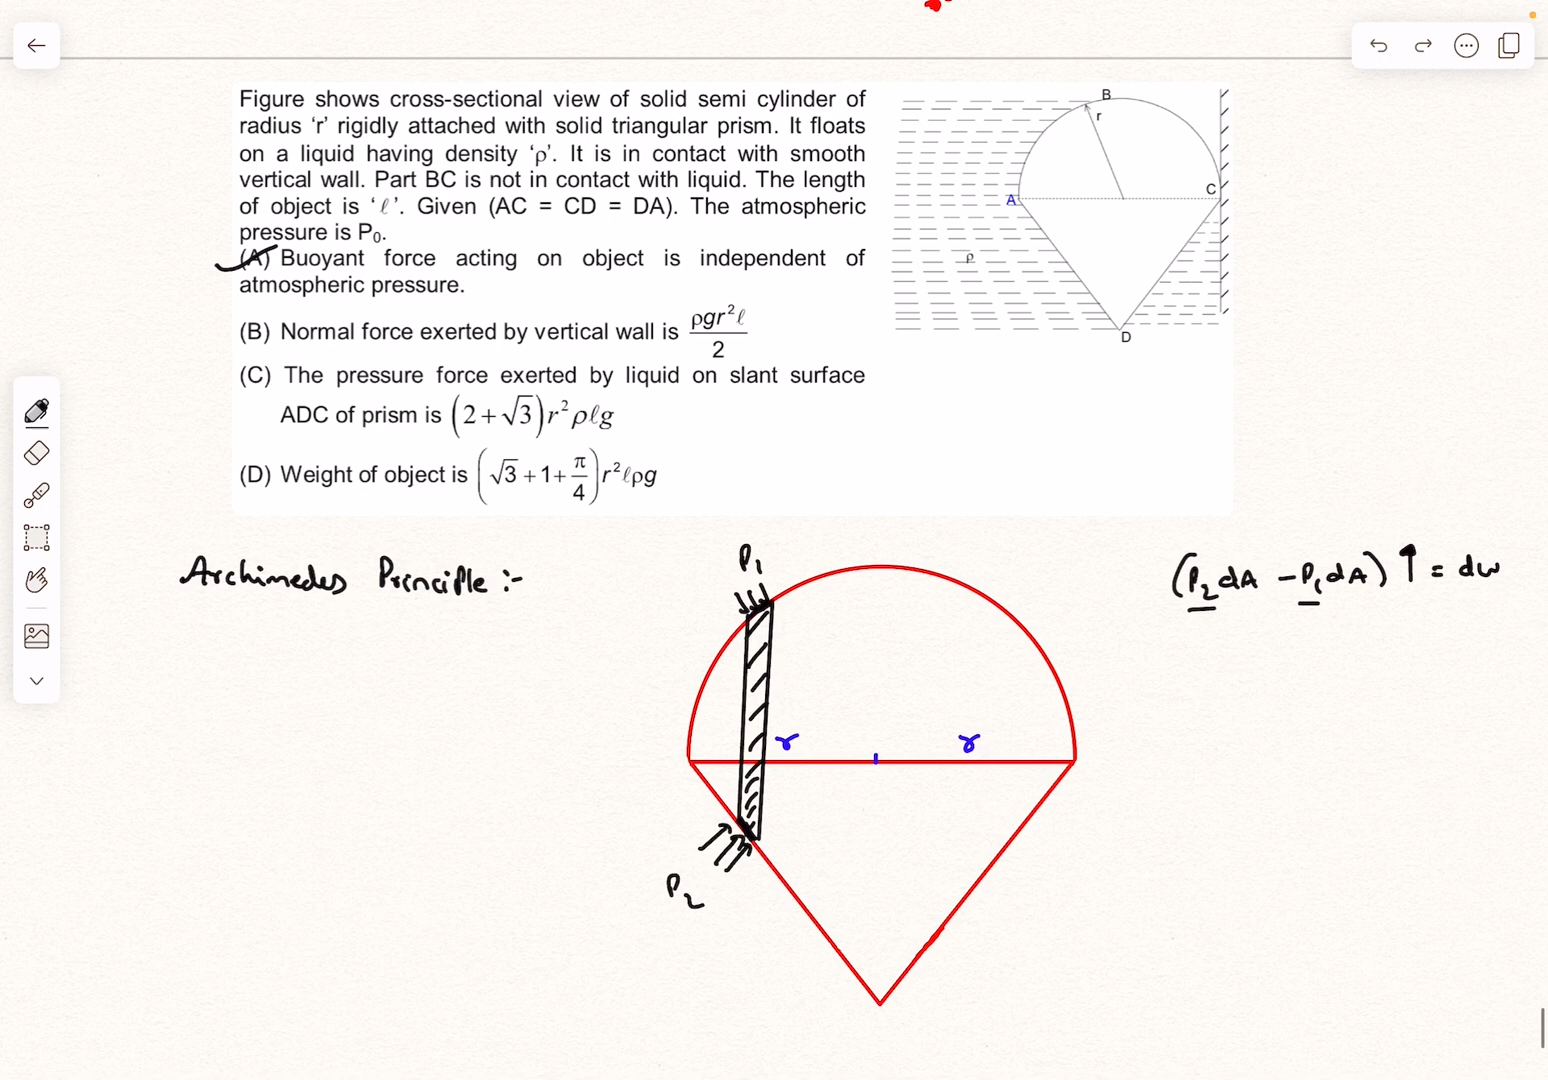 Figure shows cross-sectional view of solid semi cylinder of
radius ‘r’ rigidly attached with solid triangular prism. It floats
on a liquid having density ‘ρ’. It is in contact with smooth
vertical wall. Part BC is not in contact with liquid. The length
of object is ‘ℓ’. Given (AC = CD = DA). The atmospheric
pressure is P₀.
(A) Buoyant force acting on object is independent of
atmospheric pressure.
(B) Normal force exerted by vertical wall is ρgr²ℓ/2
(C) The pressure force exerted by liquid on slant surface
ADC of prism is (2+√3)r²ρℓg
(D) Weight of object is (√3+1+π/4)r²ℓρg
B
r
A
C
ρ
D
Archimedes Principle :-
P₁
(P₂dA - P₁dA) ↑ = dw
r r
P₂